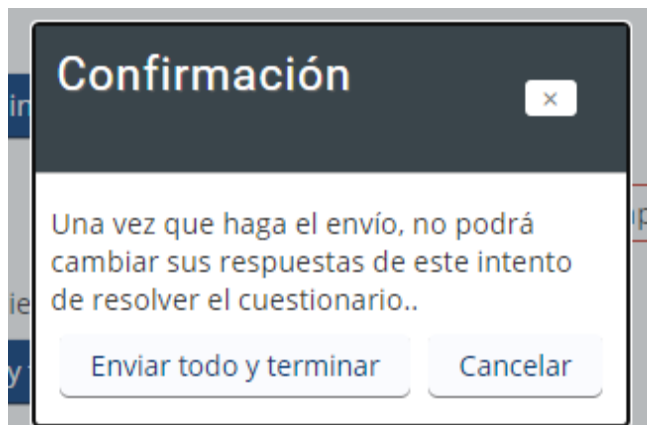 Confirmación
×
Una vez que haga el envío, no podrá
cambiar sus respuestas de este intento
de resolver el cuestionario..
Enviar todo y terminar
Cancelar